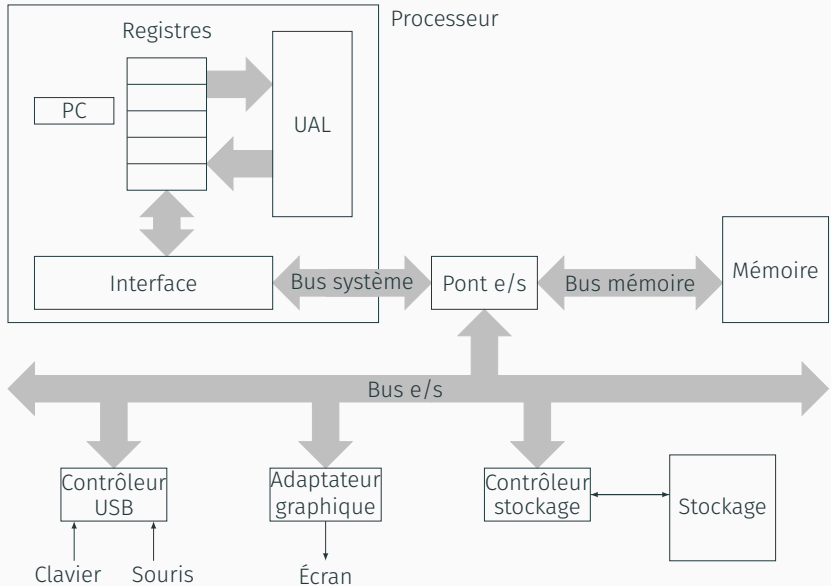 Processeur
Registres
PC
UAL
Interface
Bus système
Pont e/s
Bus mémoire
Mémoire
Bus e/s
Contrôleur
USB
Adaptateur
graphique
Contrôleur
stockage
Stockage
Clavier
Souris
Écran